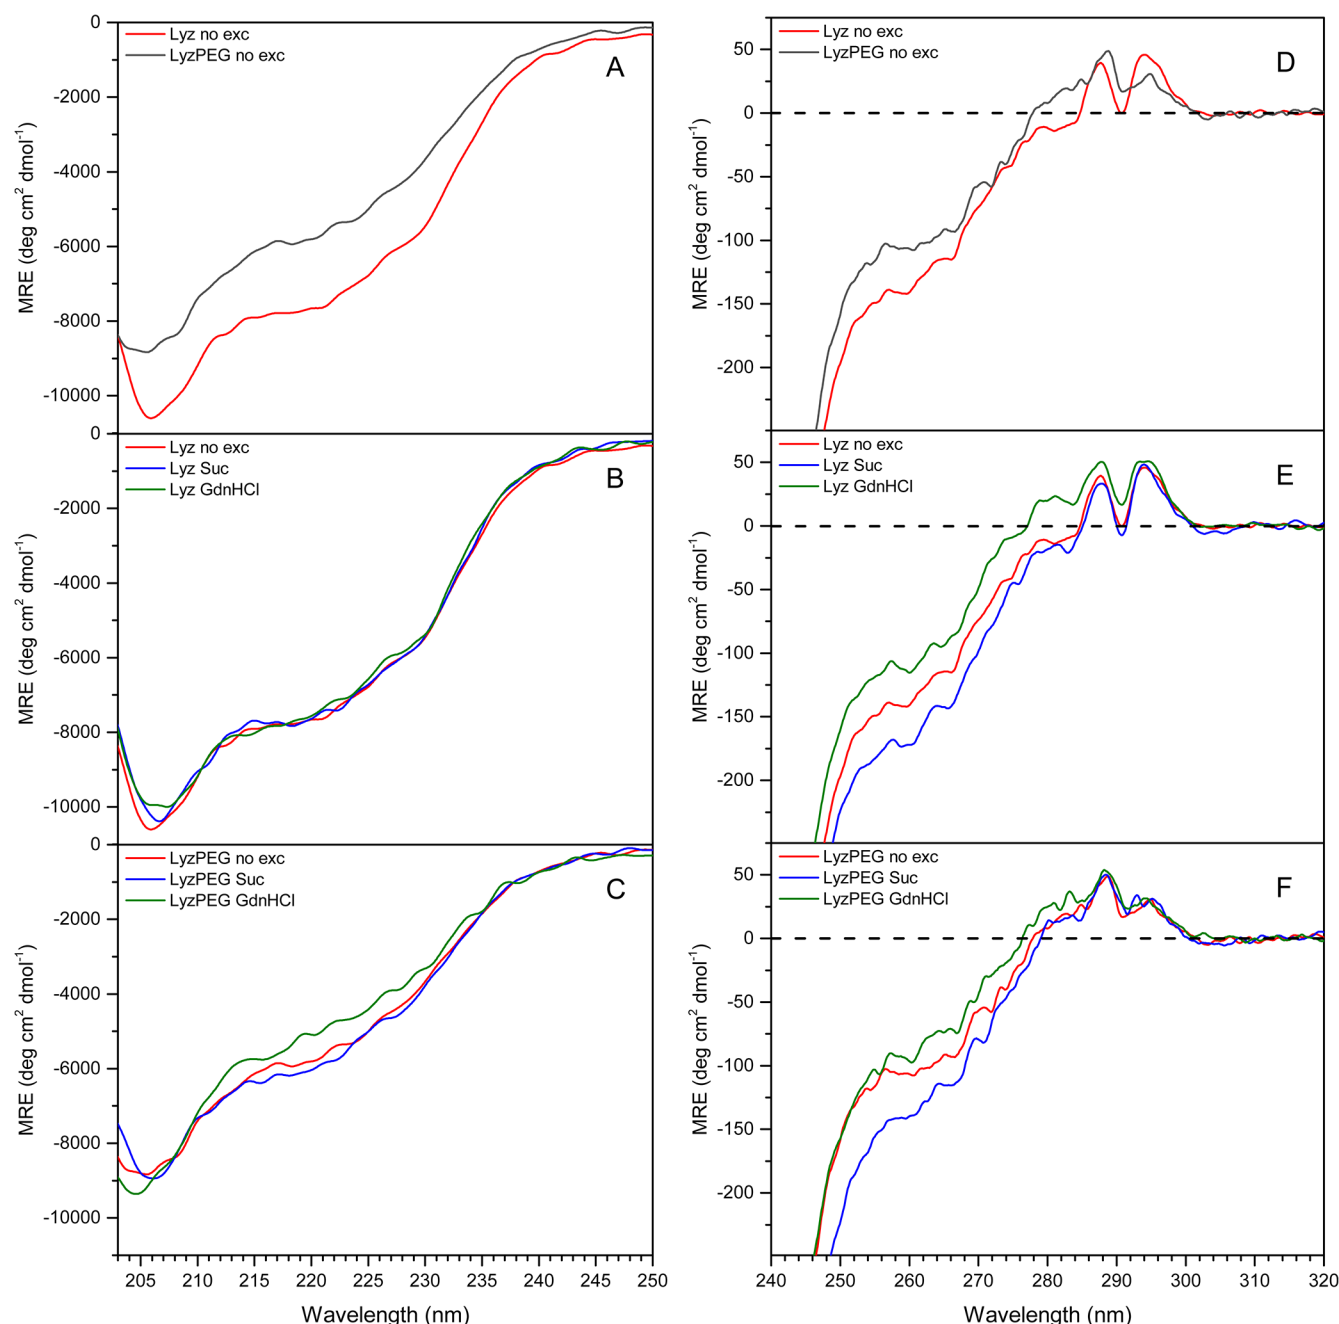 Lyz no exc
LyzPEG no exc
A
0
-2000
-4000
-6000
-8000
-10000
MRE (deg cm² dmol⁻¹)
Lyz no exc
Lyz Suc
Lyz GdnHCl
B
0
-2000
-4000
-6000
-8000
-10000
MRE (deg cm² dmol⁻¹)
LyzPEG no exc
LyzPEG Suc
LyzPEG GdnHCl
C
0
-2000
-4000
-6000
-8000
-10000
MRE (deg cm² dmol⁻¹)
205 210 215 220 225 230 235 240 245 250
Wavelength (nm)
Lyz no exc
LyzPEG no exc
D
50
0
-50
-100
-150
-200
MRE (deg cm² dmol⁻¹)
Lyz no exc
Lyz Suc
Lyz GdnHCl
E
50
0
-50
-100
-150
-200
MRE (deg cm² dmol⁻¹)
LyzPEG no exc
LyzPEG Suc
LyzPEG GdnHCl
F
50
0
-50
-100
-150
-200
MRE (deg cm² dmol⁻¹)
240 250 260 270 280 290 300 310 320
Wavelength (nm)